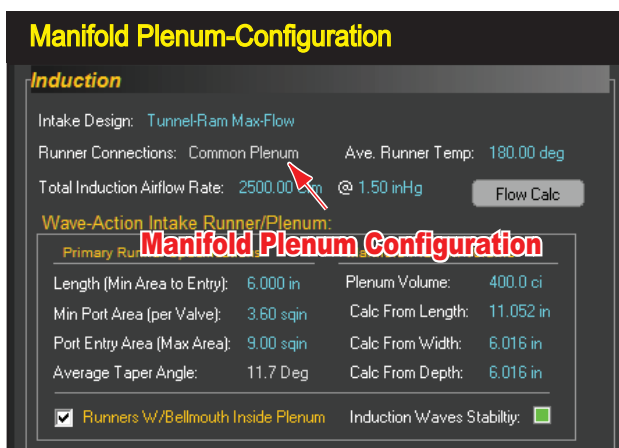 Manifold Plenum-Configuration
Induction
Intake Design: Tunnel-Ram Max-Flow
Runner Connections: Common Plenum Ave. Runner Temp: 180.00 deg
Total Induction Airflow Rate: 2500.00 @ 1.50 inHg Flow Calc
Wave-Action Intake Runner/Plenum:
Manifold Plenum Configuration
Primary
Length (Min Area to Entry): 6.000 in Plenum Volume: 400.0 ci
Min Port Area (per Valve): 3.60 sqin Calc From Length: 11.052 in
Port Entry Area (Max Area): 9.00 sqin Calc From Width: 6.016 in
Average Taper Angle: 11.7 Deg Calc From Depth: 6.016 in
Runners W/Bellmouth Inside Plenum Induction Waves Stabiltiy: